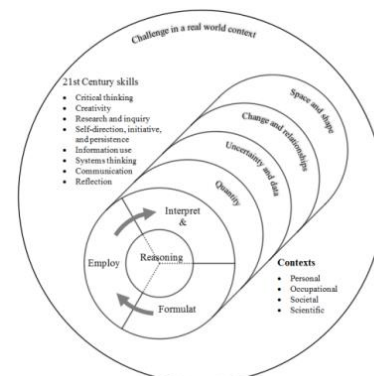 Challenge in a real world context
21st Century skills
• Critical thinking
• Creativity
• Research and inquiry
• Self-direction, initiative,
and persistence
• Information use
• Systems thinking
• Communication
• Reflection
Space and shape
Change and relationships
Uncertainty and data
Quantity
Interpret
&
Employ
Reasoning
Formulat
Contexts
• Personal
• Occupational
• Societal
• Scientific